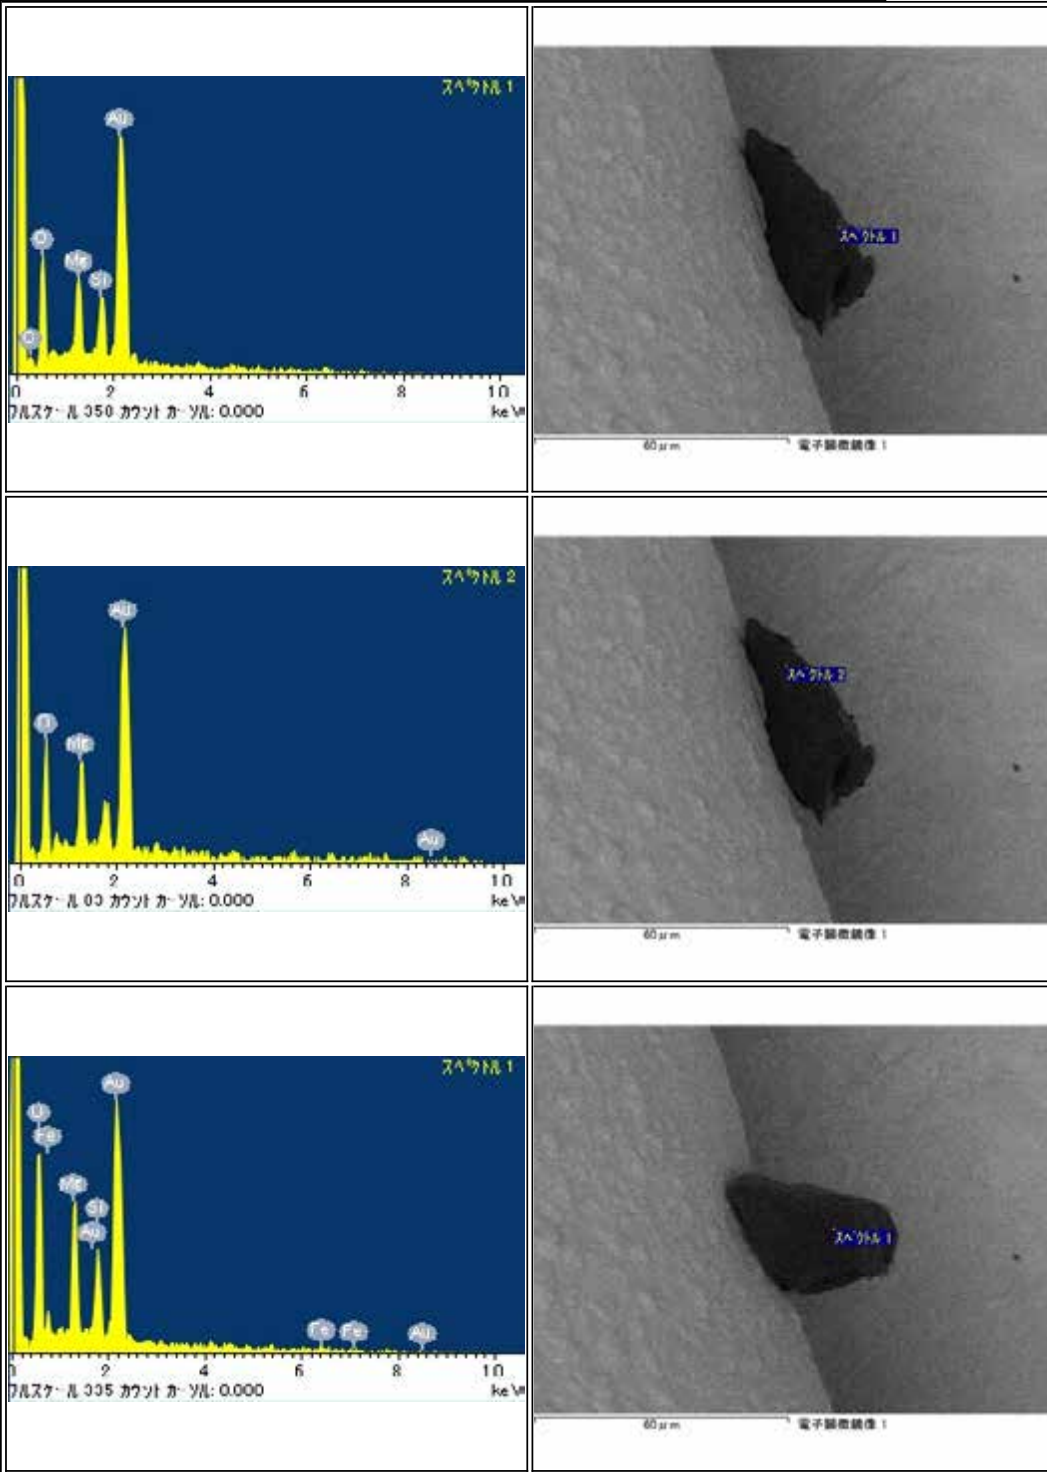 スペクトル 1
Au
O
Mg
Si
0 2 4 6 8 10
フルスケール 350 カウント カーソル: 0.000
keV
スペクトル 1
60μm
電子顕微鏡像 1
スペクトル 2
Au
O
Mg
Au
0 2 4 6 8 10
カウント カーソル: 0.000
keV
スペクトル 2
60μm
電子顕微鏡像 1
スペクトル 1
Au
O
Fe
Mg
Si
Au
Fe
Fe
Au
0 2 4 6 8 10
フルスケール 335 カウント カーソル: 0.000
keV
スペクトル 1
60μm
電子顕微鏡像 1